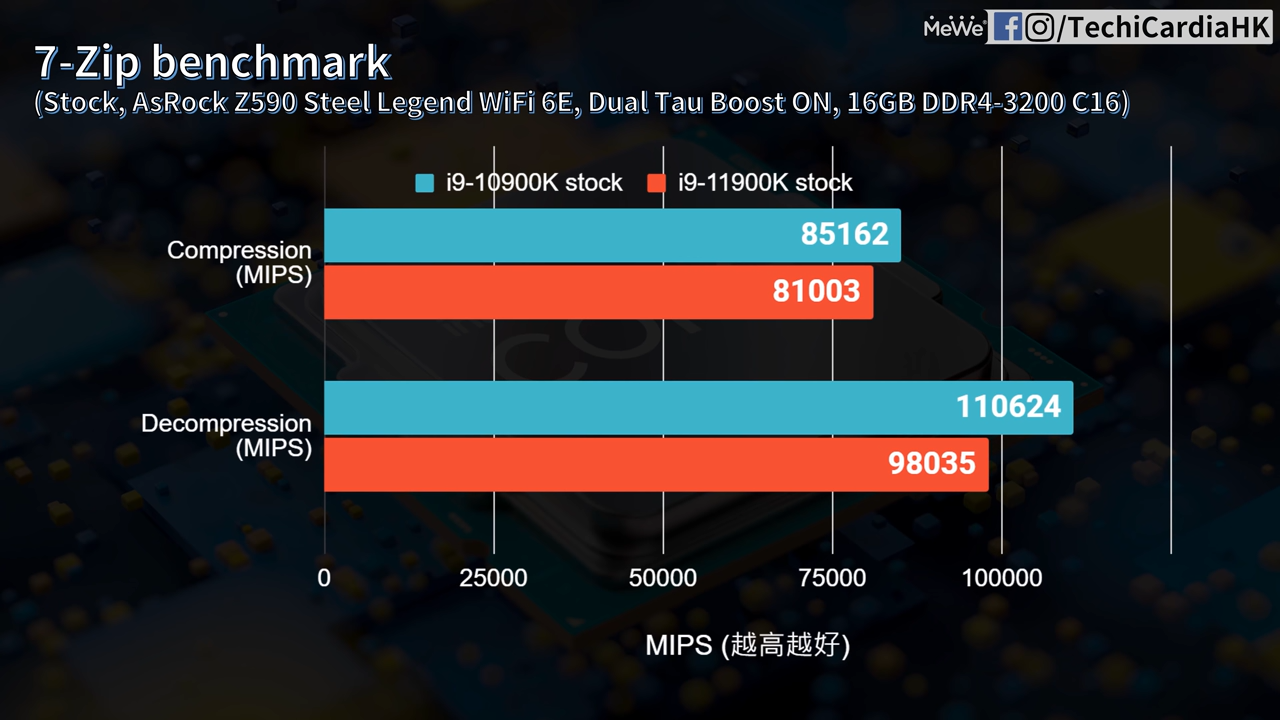 MeWe /TechiCardiaHK
7-Zip benchmark
(Stock, AsRock Z590 Steel Legend WiFi 6E, Dual Tau Boost ON, 16GB DDR4-3200 C16)
i9-10900K stock i9-11900K stock
Compression
(MIPS)
85162
81003
Decompression
(MIPS)
110624
98035
0 25000 50000 75000 100000
MIPS (越高越好)